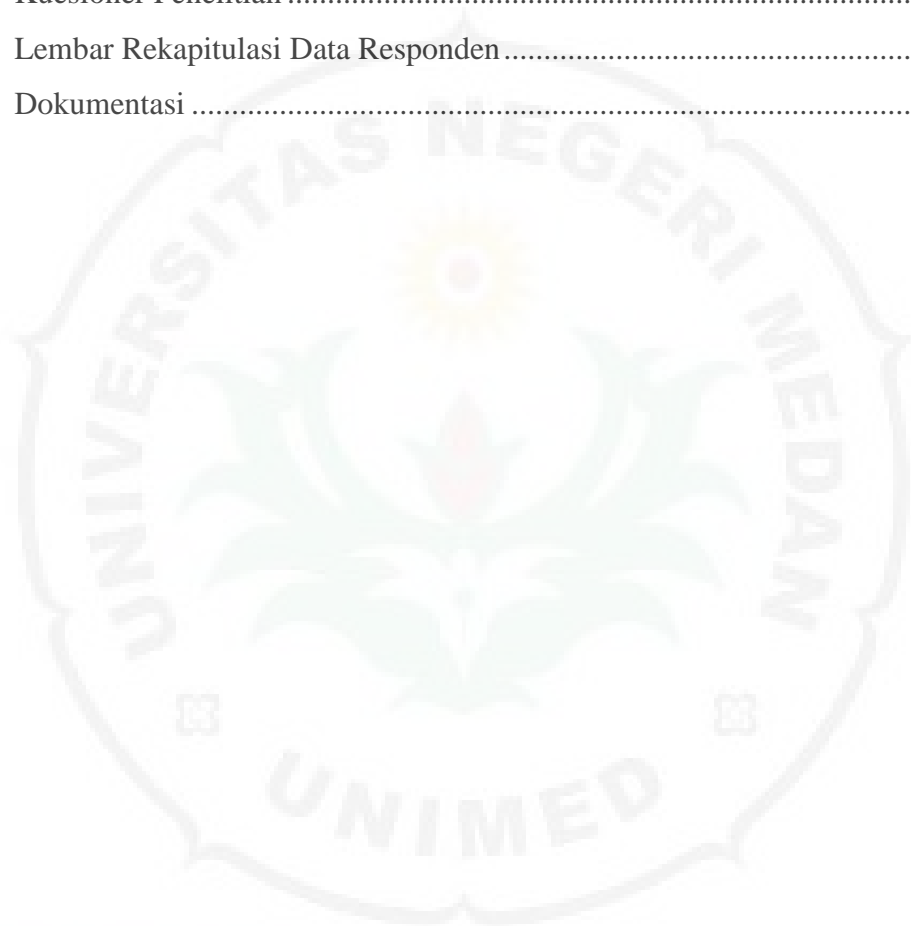 Kuesioner Penelitian ........................................................................
Lembar Rekapitulasi Data Responden ..................................................
Dokumentasi ......................................................................................
UNIVERSITAS NEGERI MEDAN
UNIMED